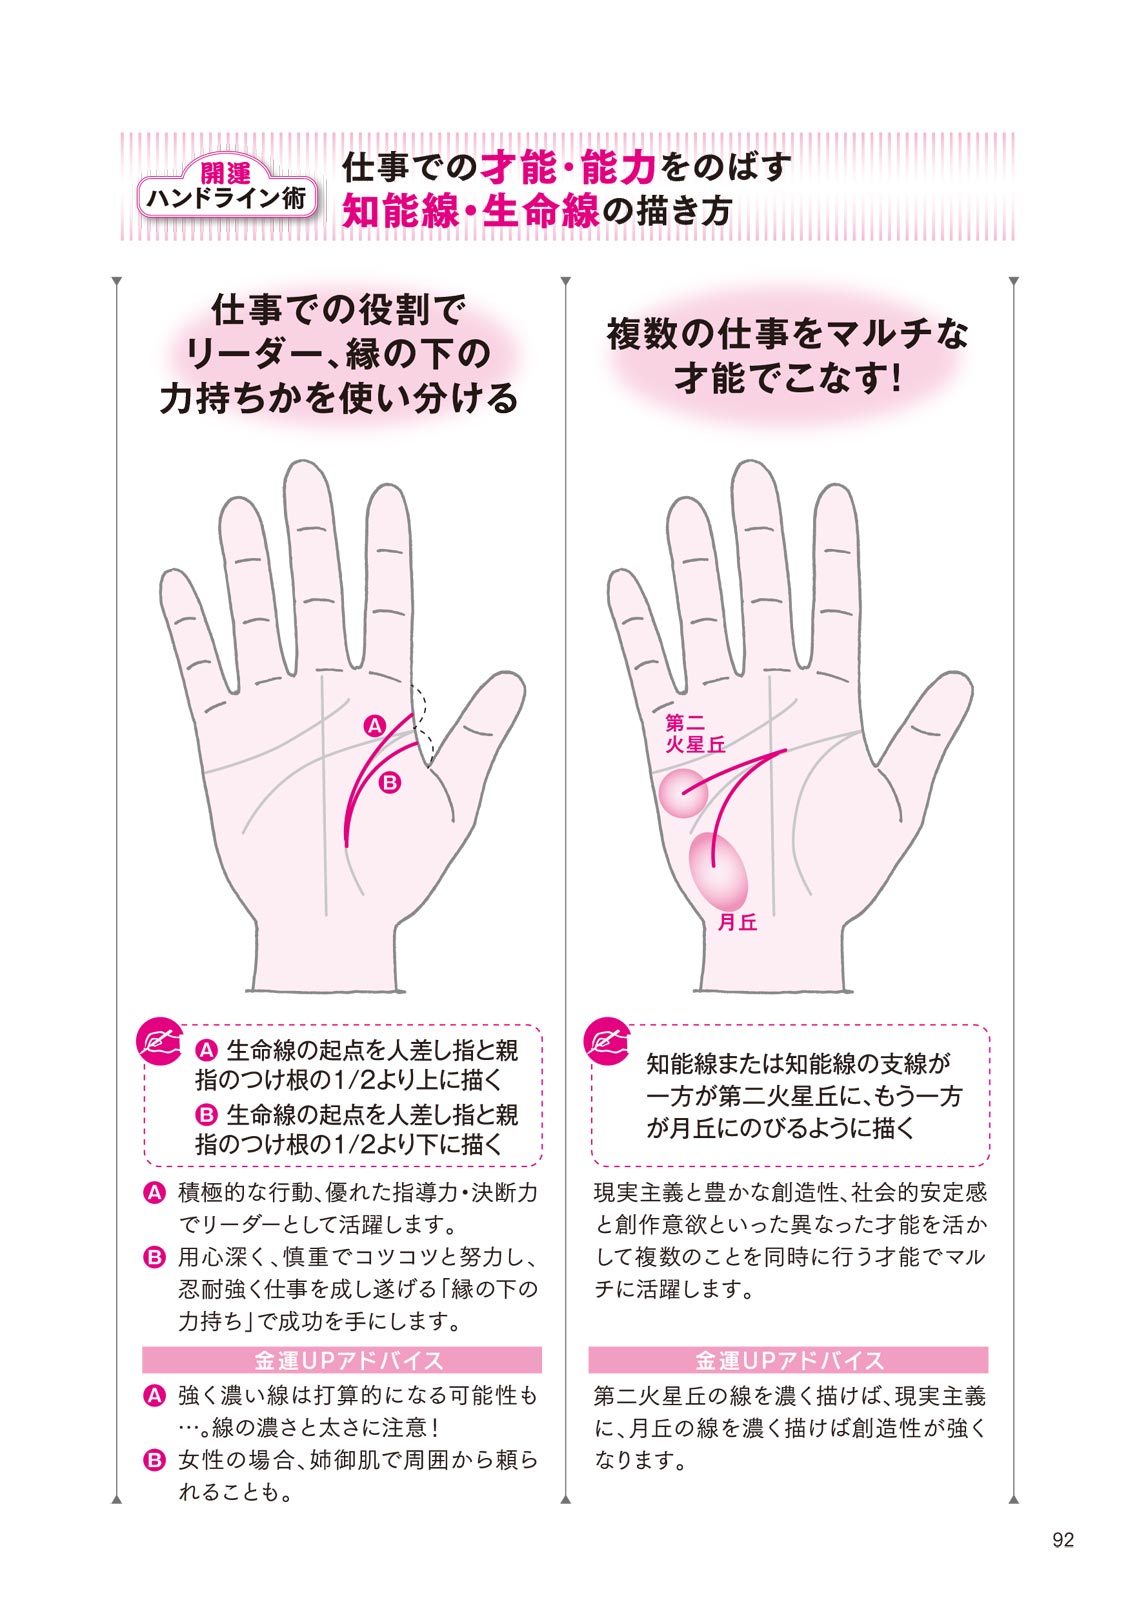 開運
ハンドライン術
仕事での才能・能力をのばす
知能線・生命線の描き方
仕事での役割で
リーダー、縁の下の
力持ちかを使い分ける
A
B
A 生命線の起点を人差し指と親
指のつけ根の1/2より上に描く
B 生命線の起点を人差し指と親
指のつけ根の1/2より下に描く
A 積極的な行動、優れた指導力・決断力
でリーダーとして活躍します。
B 用心深く、慎重でコツコツと努力し、
忍耐強く仕事を成し遂げる「縁の下の
力持ち」で成功を手にします。
金運UPアドバイス
A 強く濃い線は打算的になる可能性も
…。線の濃さと太さに注意!
B 女性の場合、姉御肌で周囲から頼ら
れることも。
複数の仕事をマルチな
才能でこなす!
第二
火星丘
月丘
知能線または知能線の支線が
一方が第二火星丘に、もう一方
が月丘にのびるように描く
現実主義と豊かな創造性、社会的安定感
と創作意欲といった異なった才能を活か
して複数のことを同時に行う才能でマル
チに活躍します。
金運UPアドバイス
第二火星丘の線を濃く描けば、現実主義
に、月丘の線を濃く描けば創造性が強く
なります。
92